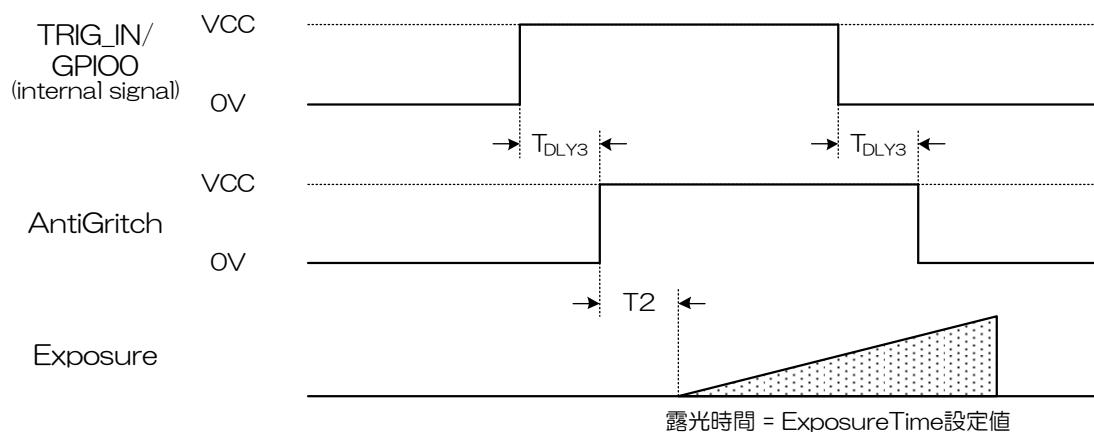 TRIG_IN/
GPIO0
(internal signal)
VCC
0V
TDLY3
TDLY3
AntiGritch
VCC
0V
T2
Exposure
露光時間 = ExposureTime設定値